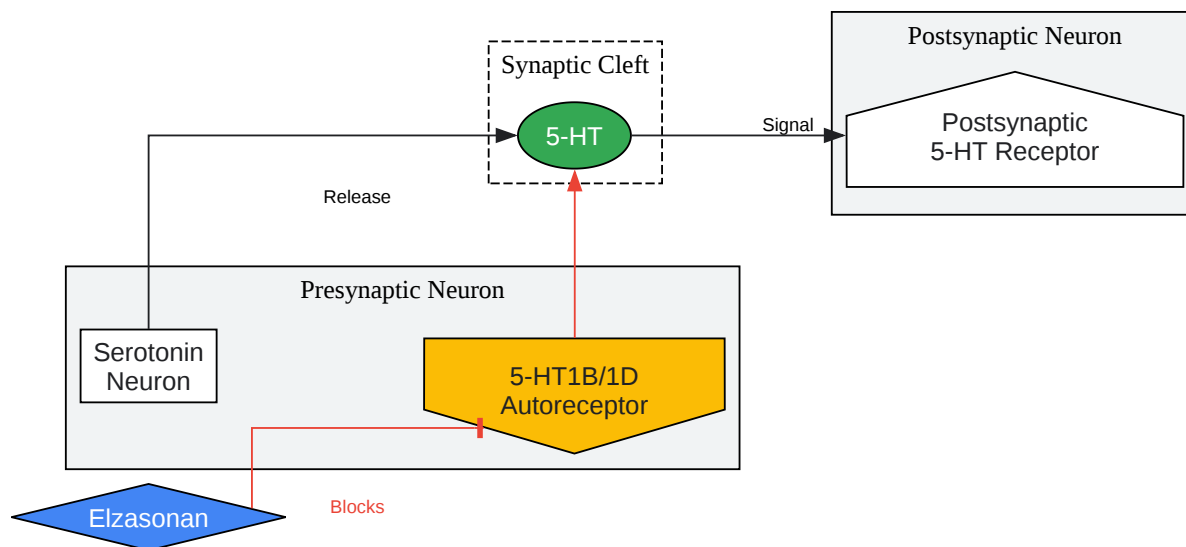 Postsynaptic Neuron
Synaptic Cleft
5-HT
Signal
Postsynaptic
5-HT Receptor
Release
Presynaptic Neuron
Serotonin
Neuron
5-HT1B/1D
Autoreceptor
Blocks
Elzasonan